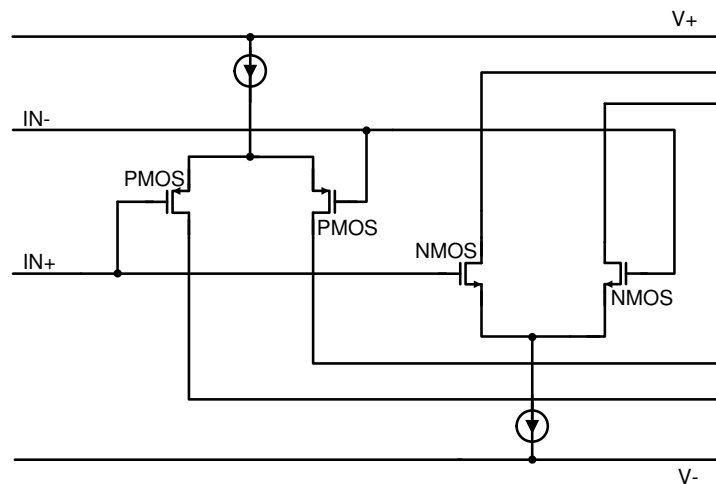 V+
IN-
PMOS
PMOS
NMOS
IN+
NMOS
V-